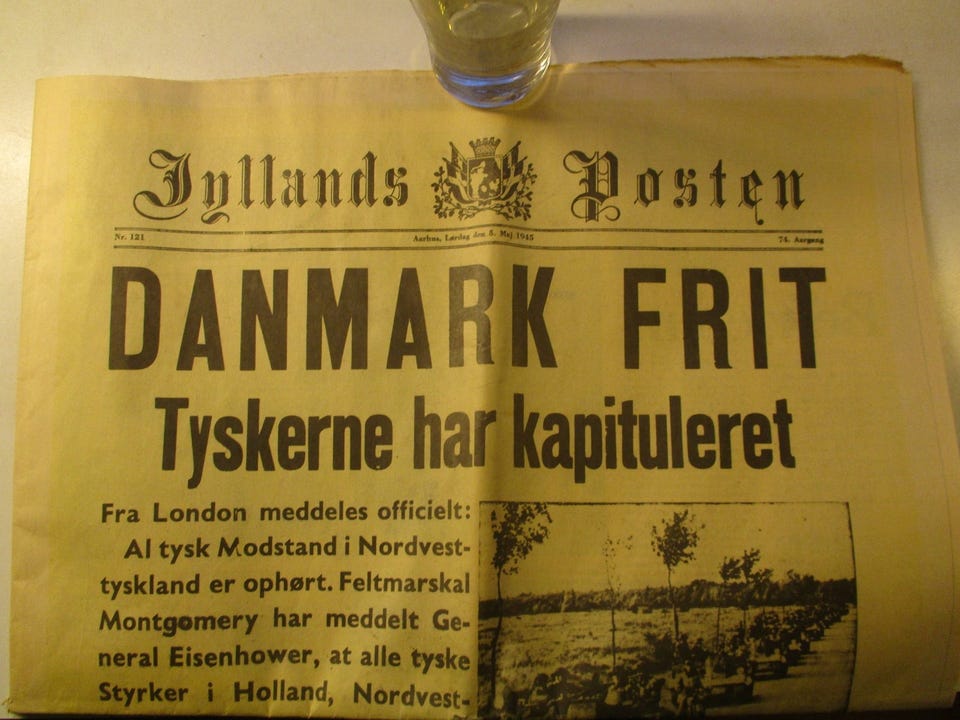 Jyllands Posten
Nr. 121 Aarhus, Lørdag den 5. Maj 1945 74. Aargang
DANMARK FRIT
Tyskerne har kapituleret
Fra London meddeles officielt:
Al tysk Modstand i Nordvest-
tyskland er ophørt. Feltmarskal
Montgomery har meddelt Ge-
neral Eisenhower, at alle tyske
Styrker i Holland, Nordvest-